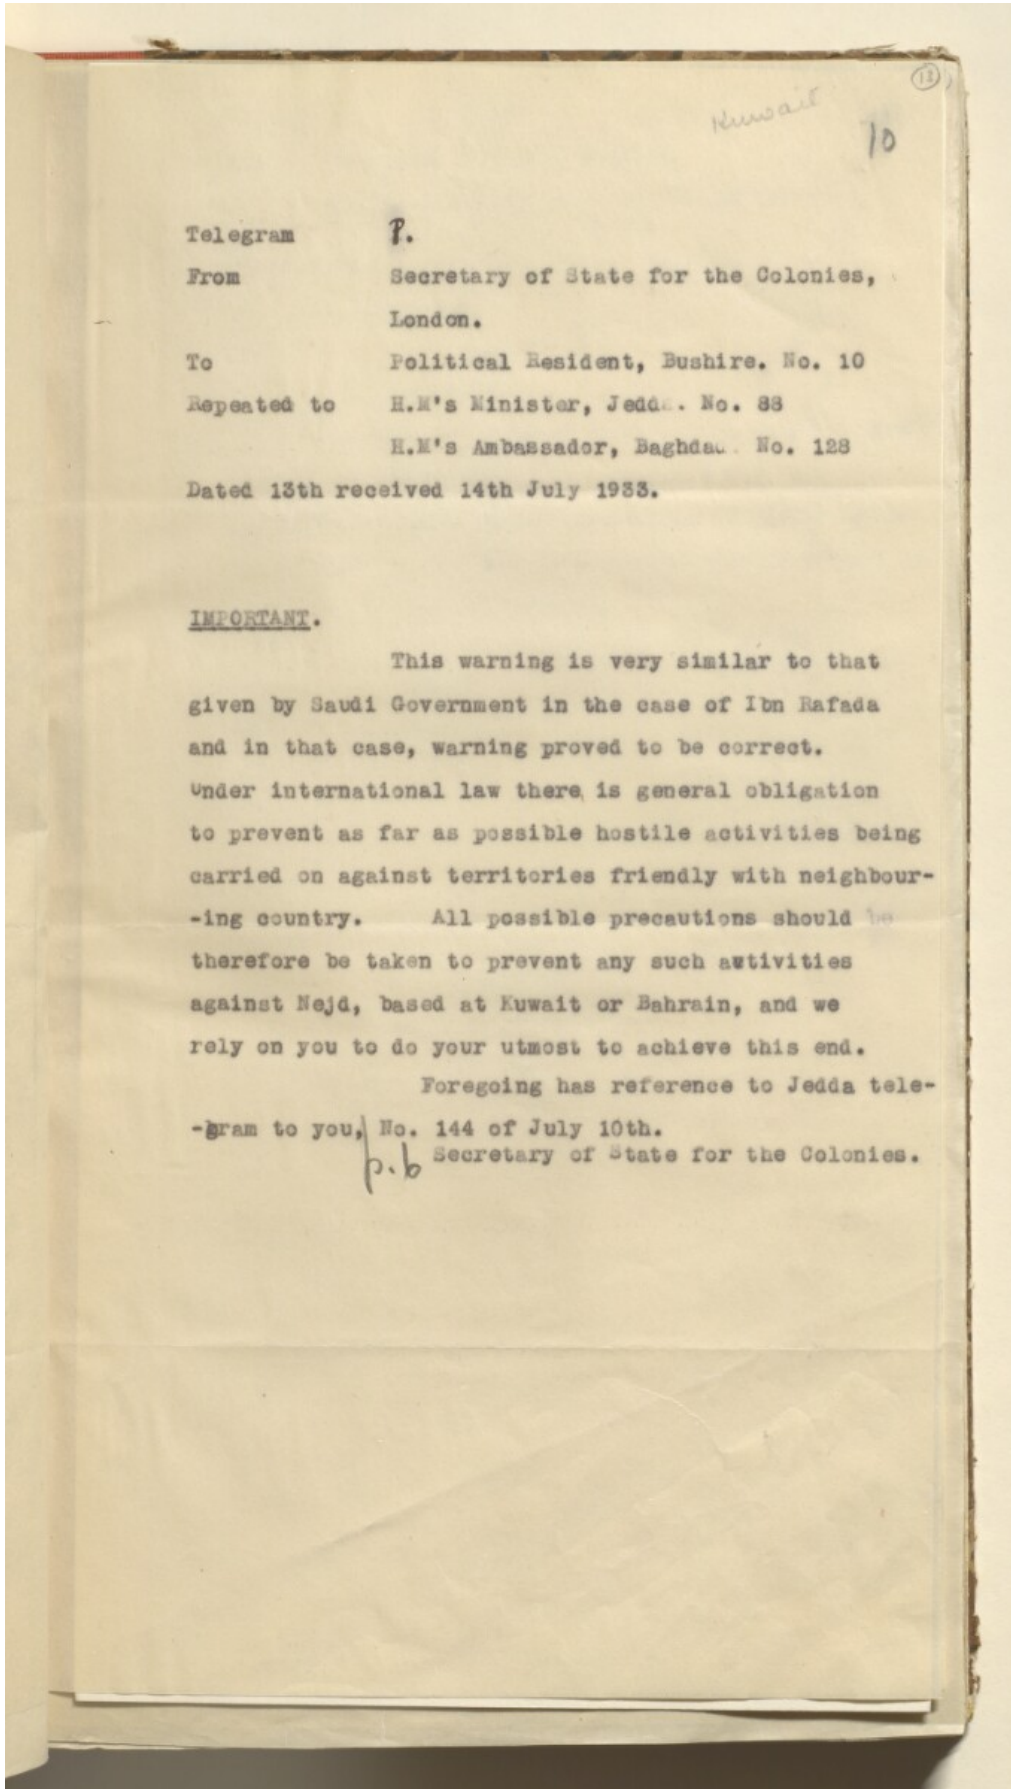 18
Kuwait
10
Telegram P.
From Secretary of State for the Colonies,
London.
To Political Resident, Bushire. No. 10
Repeated to H.M's Minister, Jedda. No. 88
H.M's Ambassador, Baghdad. No. 128
Dated 13th received 14th July 1933.
IMPORTANT.
This warning is very similar to that
given by Saudi Government in the case of Ibn Rafada
and in that case, warning proved to be correct.
Under international law there is general obligation
to prevent as far as possible hostile activities being
carried on against territories friendly with neighbour-
-ing country. All possible precautions should be
therefore be taken to prevent any such avtivities
against Nejd, based at Kuwait or Bahrain, and we
rely on you to do your utmost to achieve this end.
Foregoing has reference to Jedda tele-
-gram to you, No. 144 of July 10th.
p.b Secretary of State for the Colonies.